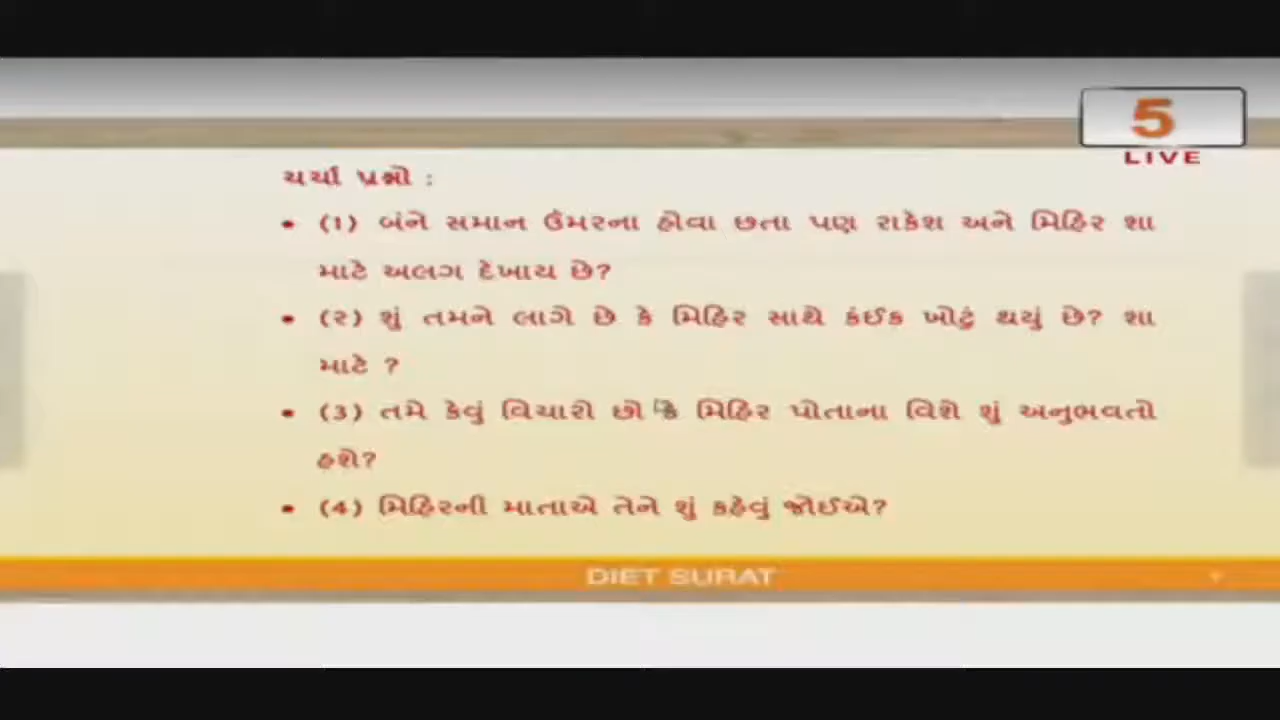 5
LIVE
ચર્ચા પ્રશ્નો :
• (1) બંને સમાન ઉંમરના હોવા છતા પણ રાકેશ અને મિહિર શા
માટે અલગ દેખાય છે?
• (૨) શું તમને લાગે છે કે મિહિર સાથે કંઈક ખોટું થયું છે? શા
માટે ?
• (3) તમે કેવું વિચારો છો કે મિહિર પોતાના વિશે શું અનુભવતો
હશે?
• (4) મિહિરની માતાએ તેને શું કહેવું જોઈએ?
DIET SURAT